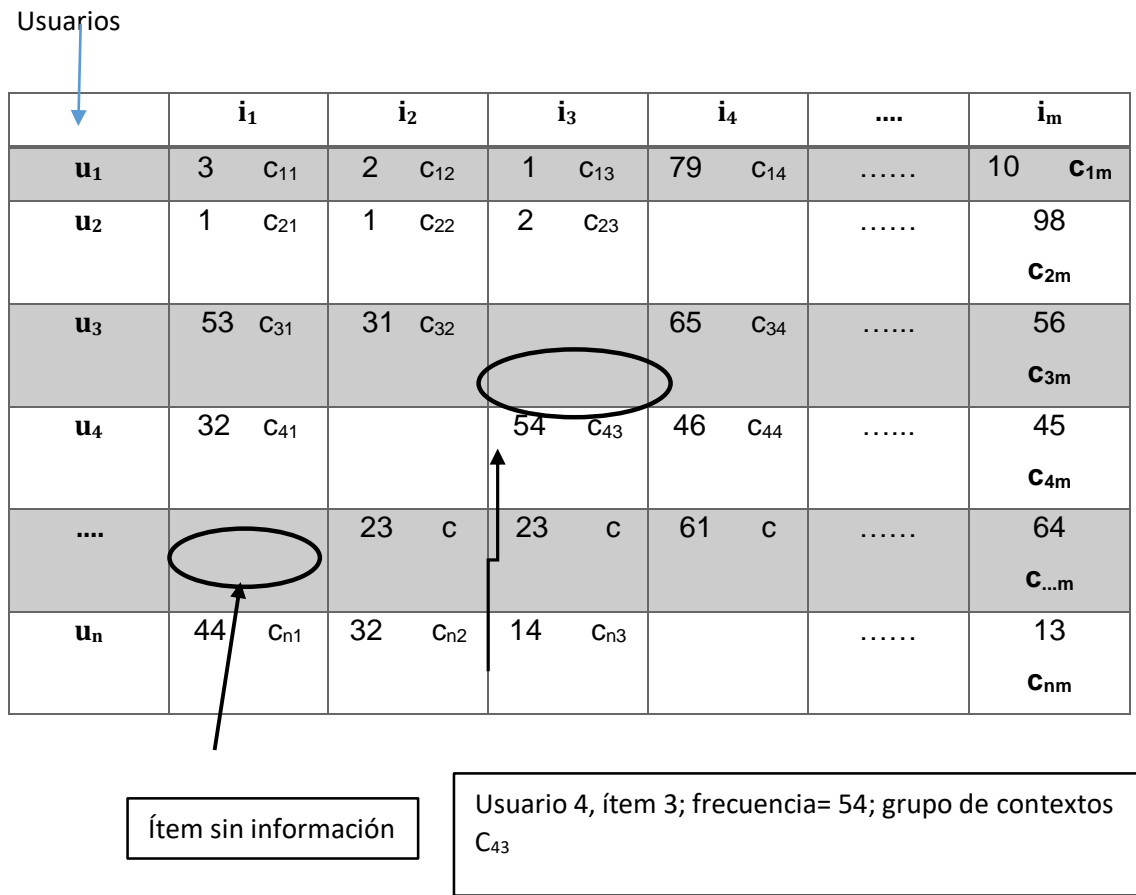 Usuarios
i₁ i₂ i₃ i₄ .... iₘ
u₁ 3 c₁₁ 2 c₁₂ 1 c₁₃ 79 c₁₄ ...... 10 c₁ₘ
u₂ 1 c₂₁ 1 c₂₂ 2 c₂₃ ...... 98
c₂ₘ
u₃ 53 c₃₁ 31 c₃₂ 65 c₃₄ ...... 56
c₃ₘ
u₄ 32 c₄₁ 54 c₄₃ 46 c₄₄ ...... 45
c₄ₘ
.... 23 c 23 c 61 c ...... 64
c...ₘ
uₙ 44 cₙ₁ 32 cₙ₂ 14 cₙ₃ ...... 13
cₙₘ
Ítem sin información
Usuario 4, ítem 3; frecuencia= 54; grupo de contextos
C₄₃